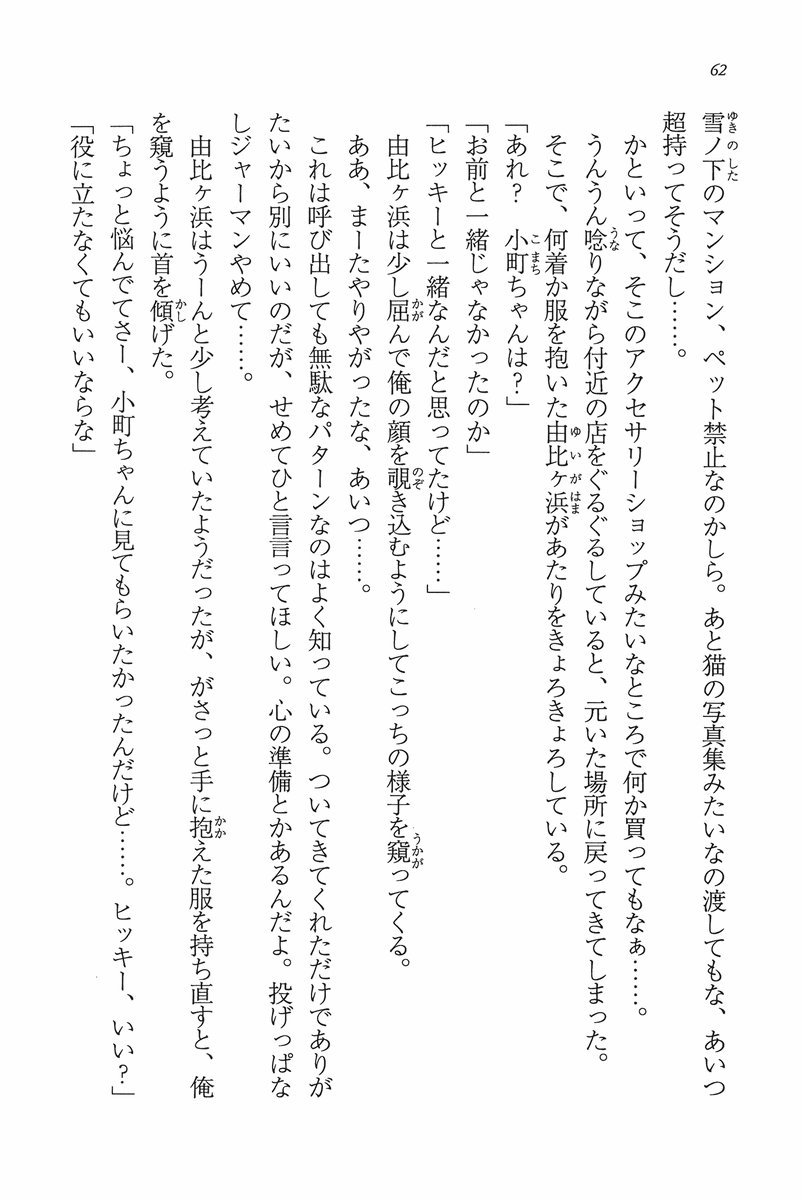 62
雪ノ下のマンション、ペット禁止なのかしら。あと猫の写真集みたいなの渡してもな、あいつ
超持ってそうだし……。
　かといって、そこのアクセサリーショップみたいなところで何か買ってもなぁ……。
　うんうん唸りながら付近の店をぐるぐるしていると、元いた場所に戻ってきてしまった。
　そこで、何着か服を抱いた由比ヶ浜があたりをきょろきょろしている。
「あれ？　小町ちゃんは？」
「お前と一緒じゃなかったのか」
「ヒッキーと一緒なんだと思ってたけど……」
　由比ヶ浜は少し屈んで俺の顔を覗き込むようにしてこっちの様子を窺ってくる。
　ああ、まーたやりやがったな、あいつ……。
　これは呼び出しても無駄なパターンなのはよく知っている。ついてきてくれただけでありが
たいから別にいいのだが、せめてひと言言ってほしい。心の準備とかあるんだよ。投げっぱな
しジャーマンやめて……。
　由比ヶ浜はうーんと少し考えていたようだったが、がさっと手に抱えた服を持ち直すと、俺
を窺うように首を傾げた。
「ちょっと悩んでてさー、小町ちゃんに見てもらいたかったんだけど……。ヒッキー、いい？」
「役に立たなくてもいいならな」